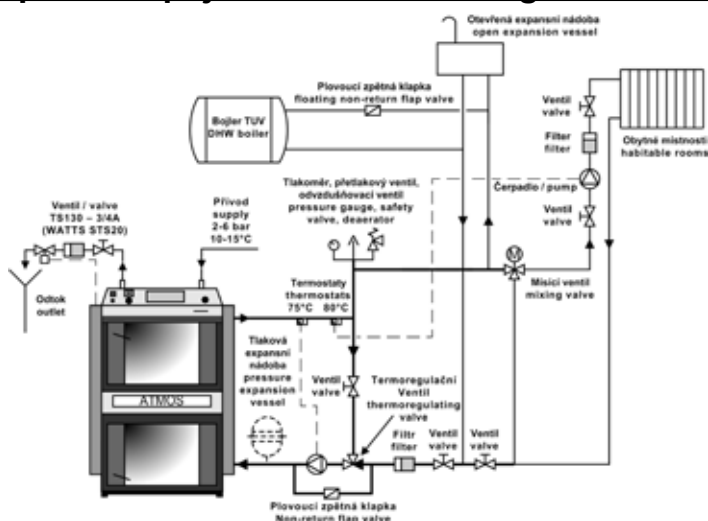 Otevřená expansní nádoba
open expansion vessel
Plovoucí zpětná klapka
floating non-return flap valve
Bojler TUV
DHW boiler
Ventil
valve
Filter
filter
Obytné místnosti
habitable rooms
Tlakoměr, přetlakový ventil,
odvzdušňovací ventil
pressure gauge, safety
valve, deaerator
Čerpadlo / pump
Ventil
valve
Ventil / valve
TS130 – 3/4A
(WATTS STS20)
Přívod
supply
2-6 bar
10-15°C
M
Mísicí ventil
mixing valve
Odtok
outlet
Termostaty
thermostats
75°C 80°C
Tlaková
expansní
nádoba
pressure
expansion
vessel
Ventil
valve
Termoregulační
Ventil
thermoregulating
valve
ATMOS
Filtr
filter
Ventil
valve
Ventil
valve
Plovoucí zpětná klapka
Non-return flap valve